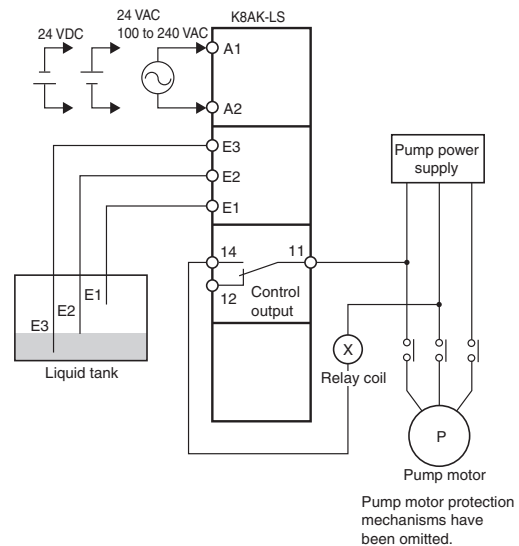 24 VDC
24 VAC
100 to 240 VAC
K8AK-LS
A1
A2
E3
E2
E1
Pump power
supply
14
11
12
Control
output
E1
E2
E3
Liquid tank
X
Relay coil
P
Pump motor
Pump motor protection
mechanisms have
been omitted.